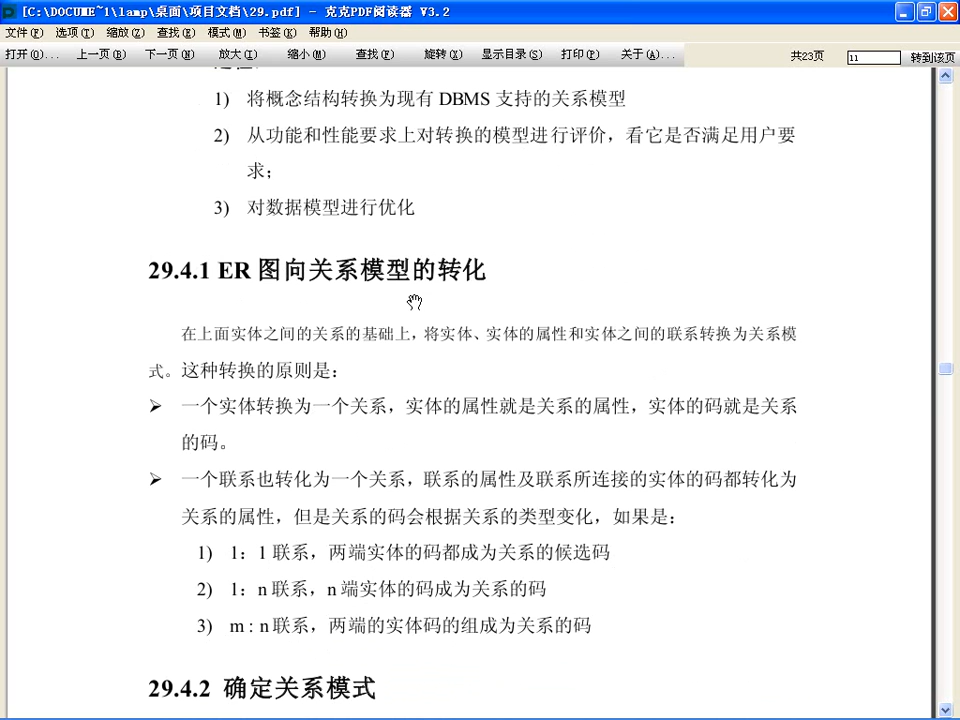 [C:\DOCUME~1\lamp\桌面\项目文档\29.pdf] - 克克PDF阅读器 V3.2
文件(F) 选项(T) 缩放(Z) 查找(E) 模式(M) 书签(K) 帮助(H)
打开(O)... 上一页(B) 下一页(N) 放大(I) 缩小(M) 查找(F) 旋转(X) 显示目录(S) 打印(P) 关于(A)... 共23页 11 转到该页
1) 将概念结构转换为现有 DBMS 支持的关系模型
2) 从功能和性能要求上对转换的模型进行评价，看它是否满足用户要
求；
3) 对数据模型进行优化
29.4.1 ER 图向关系模型的转化
在上面实体之间的关系的基础上，将实体、实体的属性和实体之间的联系转换为关系模
式。这种转换的原则是：
➢ 一个实体转换为一个关系，实体的属性就是关系的属性，实体的码就是关系
的码。
➢ 一个联系也转化为一个关系，联系的属性及联系所连接的实体的码都转化为
关系的属性，但是关系的码会根据关系的类型变化，如果是：
1) 1：1 联系，两端实体的码都成为关系的候选码
2) 1：n 联系，n 端实体的码成为关系的码
3) m : n 联系，两端的实体码的组成为关系的码
29.4.2 确定关系模式